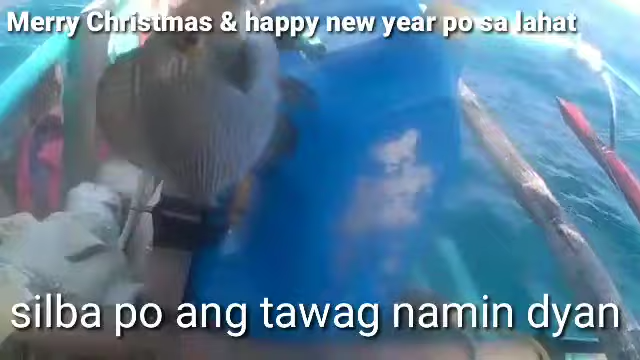 Merry Christmas & happy new year po sa lahat
silba po ang tawag namin dyan